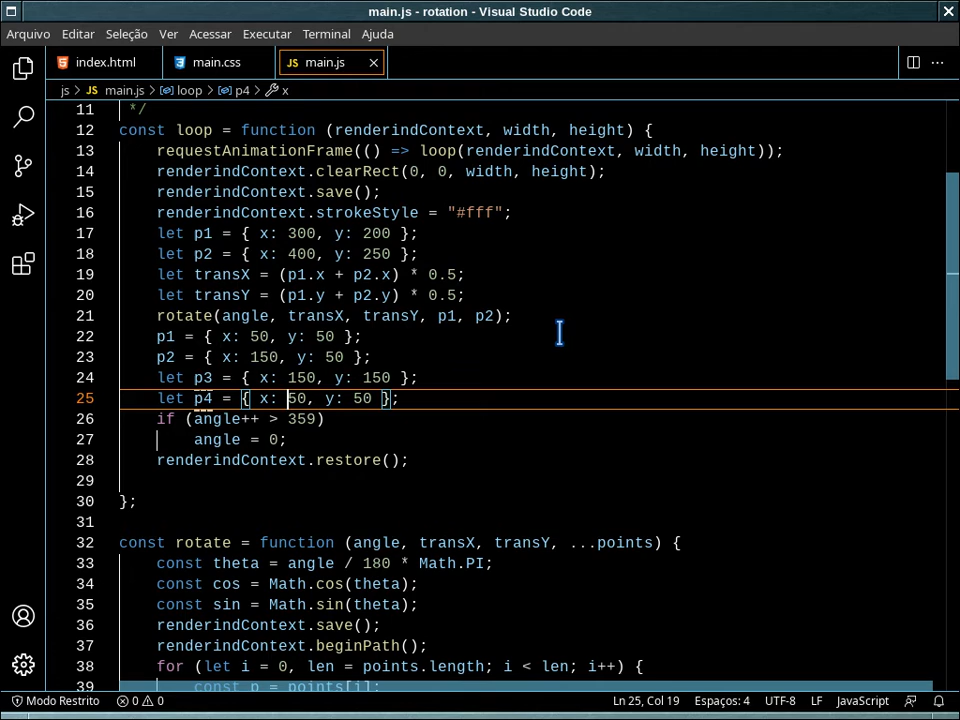 main.js - rotation - Visual Studio Code
Arquivo Editar Seleção Ver Acessar Executar Terminal Ajuda
index.html main.css JS main.js
js > JS main.js > loop > p4 > x
11 */
12 const loop = function (renderindContext, width, height) {
13 requestAnimationFrame(() => loop(renderindContext, width, height));
14 renderindContext.clearRect(0, 0, width, height);
15 renderindContext.save();
16 renderindContext.strokeStyle = "#fff";
17 let p1 = { x: 300, y: 200 };
18 let p2 = { x: 400, y: 250 };
19 let transX = (p1.x + p2.x) * 0.5;
20 let transY = (p1.y + p2.y) * 0.5;
21 rotate(angle, transX, transY, p1, p2);
22 p1 = { x: 50, y: 50 };
23 p2 = { x: 150, y: 50 };
24 let p3 = { x: 150, y: 150 };
25 let p4 = { x: 50, y: 50 };
26 if (angle++ > 359)
27 angle = 0;
28 renderindContext.restore();
29
30 };
31
32 const rotate = function (angle, transX, transY, ...points) {
33 const theta = angle / 180 * Math.PI;
34 const cos = Math.cos(theta);
35 const sin = Math.sin(theta);
36 renderindContext.save();
37 renderindContext.beginPath();
38 for (let i = 0, len = points.length; i < len; i++) {
39 const p = points[i];
Modo Restrito 0 0 Ln 25, Col 19 Espaços: 4 UTF-8 LF JavaScript